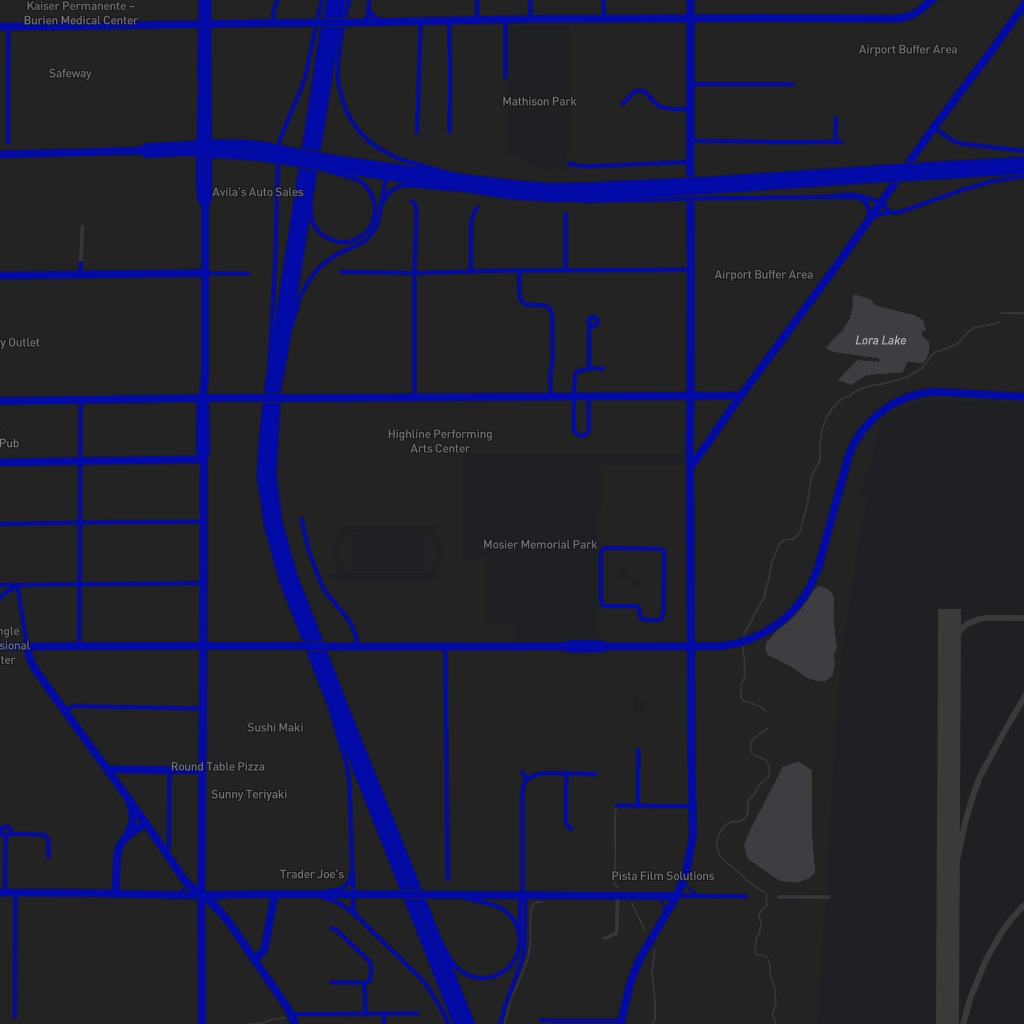 Kaiser Permanente –
Burien Medical Center
Airport Buffer Area
Safeway
Mathison Park
Avila's Auto Sales
Airport Buffer Area
y Outlet
Lora Lake
Pub
Highline Performing
Arts Center
Mosier Memorial Park
ngle
sional
ter
Sushi Maki
Round Table Pizza
Sunny Teriyaki
Trader Joe's
Pista Film Solutions